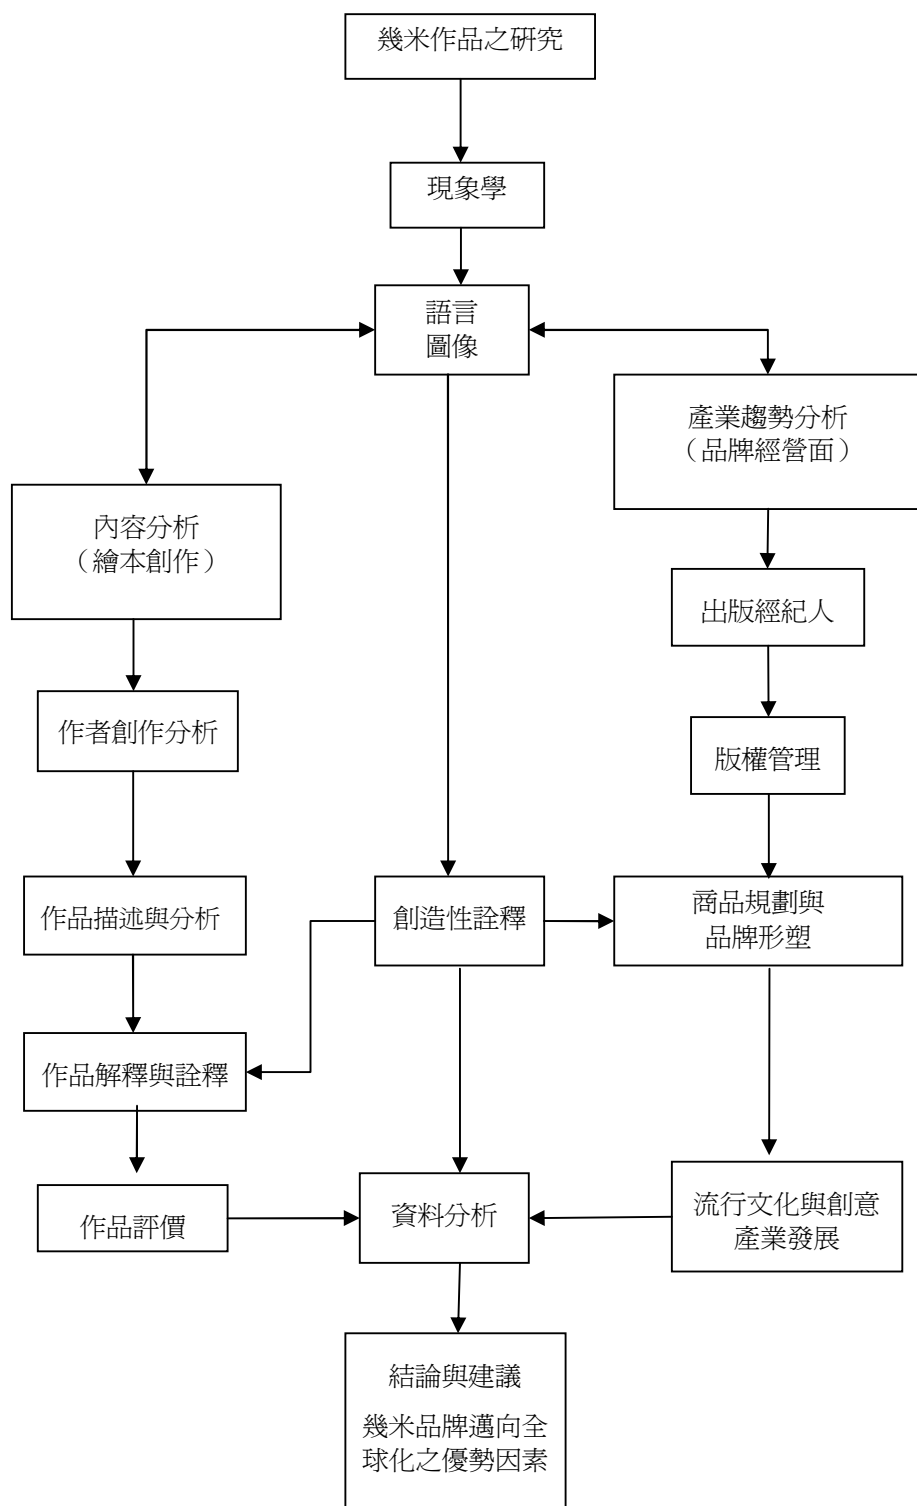 幾米作品之研究
現象學
語言
圖像
產業趨勢分析
（品牌經營面）
內容分析
（繪本創作）
出版經紀人
作者創作分析
版權管理
作品描述與分析
創造性詮釋
商品規劃與
品牌形塑
作品解釋與詮釋
作品評價
資料分析
流行文化與創意
產業發展
結論與建議
幾米品牌邁向全
球化之優勢因素